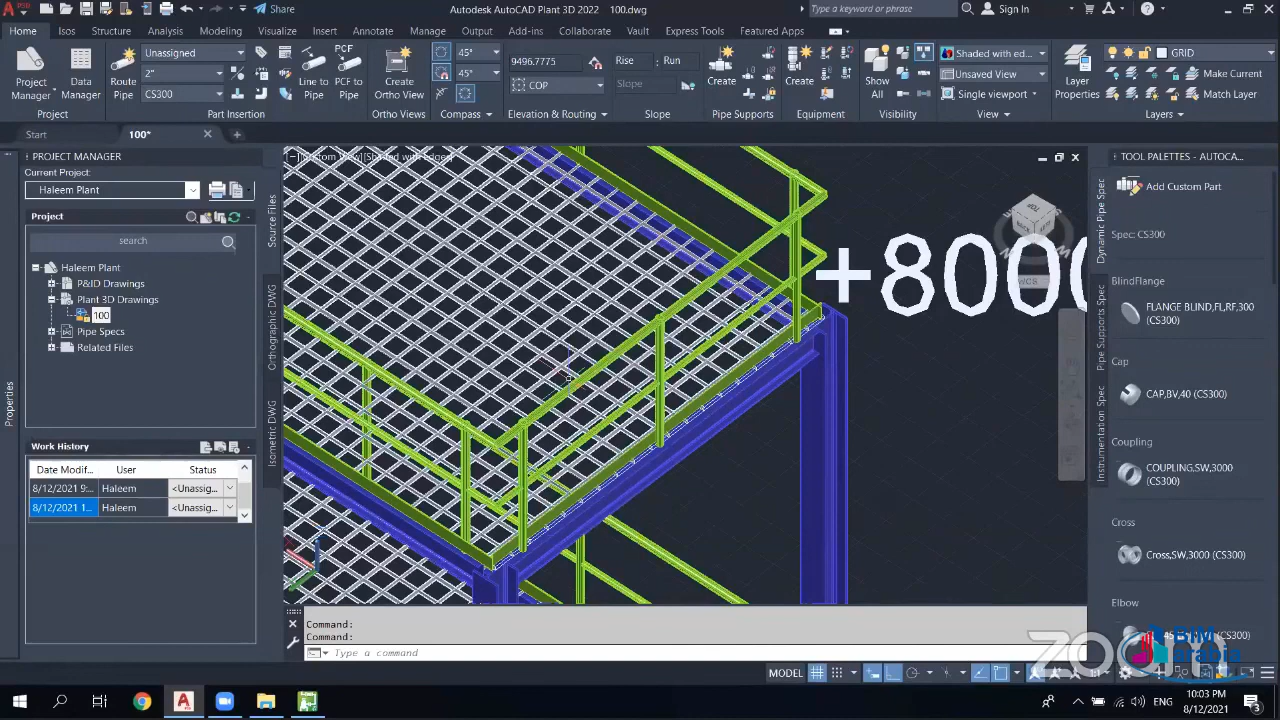 Share
Autodesk AutoCAD Plant 3D 2022 100.dwg
Type a keyword or phrase
Sign In
Home Isos Structure Analysis Modeling Visualize Insert Annotate Manage Output Add-ins Collaborate Vault Express Tools Featured Apps
Project Manager
Data Manager
Project
Route Pipe
Unassigned
2"
CS300
Line to Pipe
PCF to Pipe
Part Insertion
Create Ortho View
Ortho Views
45°
45°
Compass
9496.7775
COP
Elevation & Routing
Rise : Run
Slope
Slope
Create
Pipe Supports
Create
Equipment
Show All
Visibility
Shaded with ed...
Unsaved View
Single viewport
View
Layer Properties
GRID
Make Current
Match Layer
Layers
Start
100*
PROJECT MANAGER
Current Project:
Haleem Plant
Project
search
Haleem Plant
P&ID Drawings
Plant 3D Drawings
100
Pipe Specs
Related Files
Work History
Date Modif... User Status
8/12/2021 9:... Haleem <Unassig...
8/12/2021 1... Haleem <Unassig...
Properties
Source Files
Orthographic DWG
Isometric DWG
[−][Custom View][Shaded with Edges]
+8000
TOP
WCS
Command:
Command:
Type a command
MODEL
TOOL PALETTES - AUTOCA...
Dynamic Pipe Spec
Pipe Supports Spec
Instrumentation Spec
Add Custom Part
Spec: CS300
BlindFlange
FLANGE BLIND,FL,RF,300 (CS300)
Cap
CAP,BV,40 (CS300)
Coupling
COUPLING,SW,3000 (CS300)
Cross
Cross,SW,3000 (CS300)
Elbow
zoom
BIM arabia
ENG
10:03 PM
8/12/2021